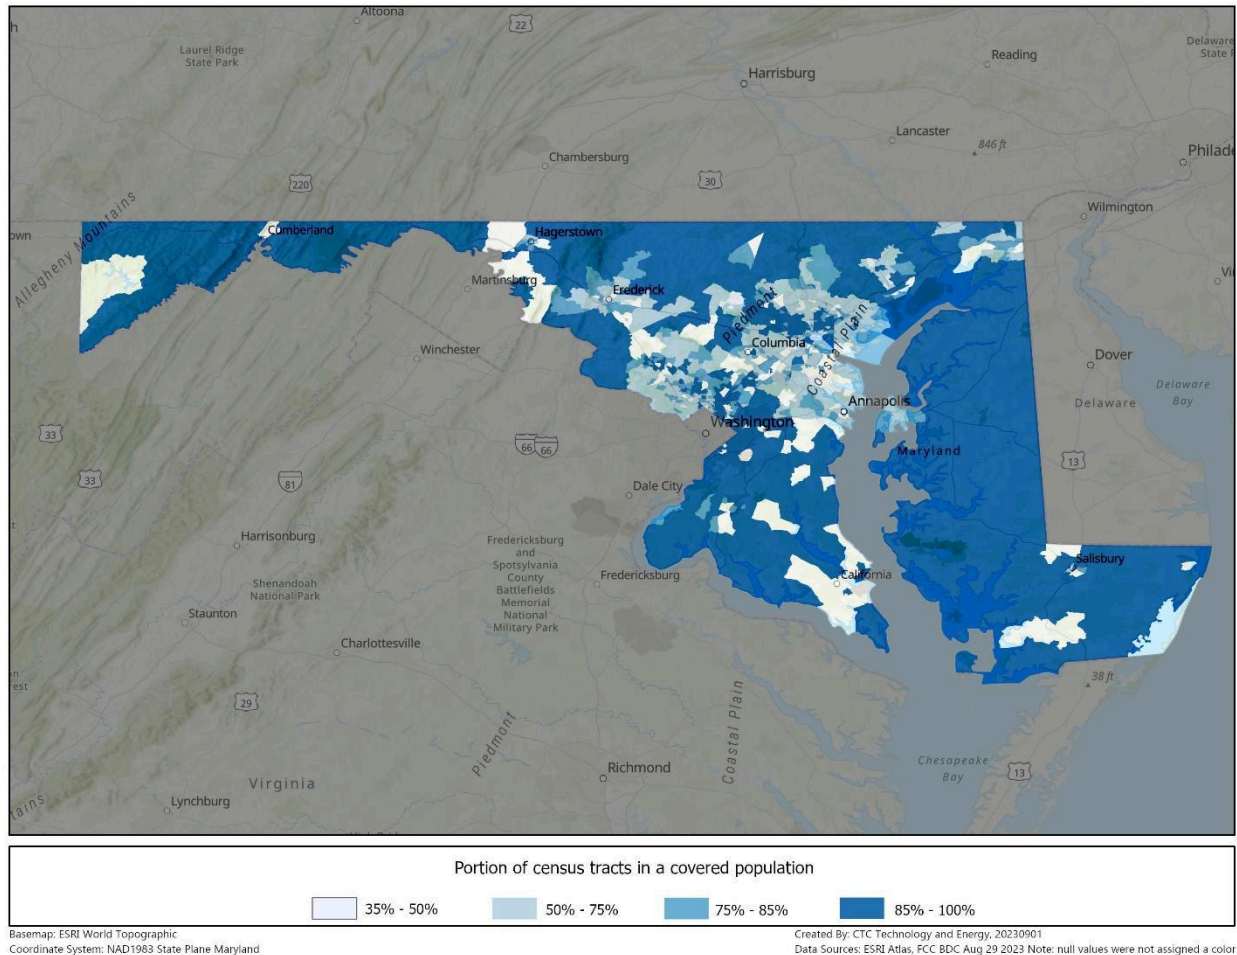 h
Altoona
22
Laurel Ridge
State Park
Reading
Delaware
State F
Harrisburg
Lancaster
846 ft
Chambersburg
Philade
220
30
Wilmington
Allegheny Mountains
own
Cumberland
Hagerstown
Martinsburg
Frederick
Piedmont
Vi
Coastal Plain
Columbia
Winchester
Dover
Delaware
Bay
Annapolis
Delaware
Washington
33
66
66
Maryland
13
33
81
Dale City
Harrisonburg
Fredericksburg
and
Spotsylvania
County
Battlefields
Memorial
National
Military Park
Salisbury
Fredericksburg
California
Shenandoah
National Park
Staunton
Charlottesville
on
rest
38 ft
29
Piedmont
Coastal Plain
Chesapeake
Bay
13
Richmond
Virginia
Lynchburg
tains
Portion of census tracts in a covered population
35% - 50% 50% - 75% 75% - 85% 85% - 100%
Basemap: ESRI World Topographic
Coordinate System: NAD1983 State Plane Maryland
Created By: CTC Technology and Energy, 20230901
Data Sources: ESRI Atlas, FCC BDC Aug 29 2023 Note: null values were not assigned a color